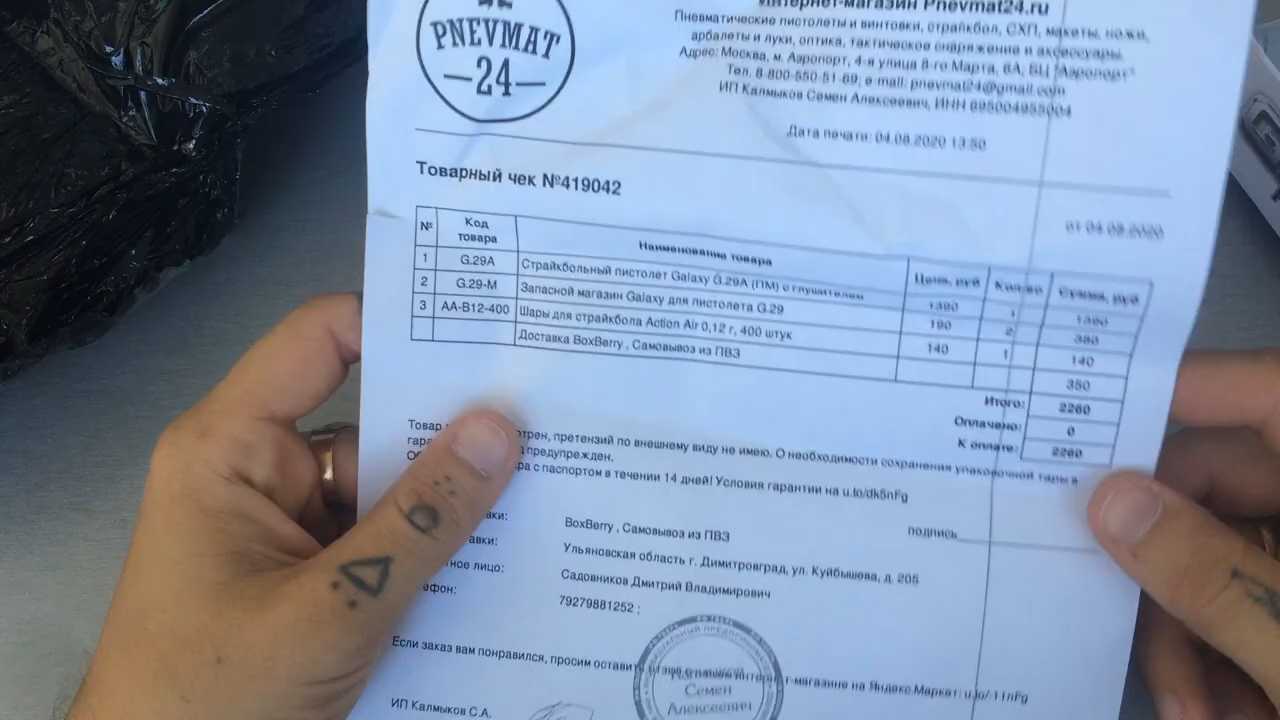 PNEVMAT
24
Интернет-магазин Pnevmat24.ru
Пневматические пистолеты и винтовки, страйкбол, СХП, макеты, ножи,
арбалеты и луки, оптика, тактическое снаряжение и аксессуары.
Адрес: Москва, м. Аэропорт, 4-я улица 8-го Марта, 6А, БЦ "Аэропорт"
Тел. 8-800-550-51-69; e-mail: pnevmat24@gmail.com
ИП Калмыков Семен Алексеевич, ИНН 695004955004
Дата печати: 04.08.2020 13:50
Товарный чек №419042
от 04.08.2020
№ Код товара Наименование товара Цена, руб Кол-во Сумма, руб
1 G.29A Страйкбольный пистолет Galaxy G.29A (ПМ) с глушителем 1390 1 1390
2 G.29-M Запасной магазин Galaxy для пистолета G.29 190 2 380
3 AA-B12-400 Шары для страйкбола Action Air 0,12 г, 400 штук 140 1 140
Доставка BoxBerry , Самовывоз из ПВЗ 350
Итого: 2260
Оплачено: 0
К оплате: 2260
Товар претензий по внешнему виду не имею. О необходимости сохранения упаковочной тары в
предупрежден.
с паспортом в течении 14 дней! Условия гарантии на u.to/dk5nFg
подпись
BoxBerry , Самовывоз из ПВЗ
Ульяновская область г. Димитровград, ул. Куйбышева, д. 205
лицо: Садовников Дмитрий Владимирович
79279881252 ;
Если заказ вам понравился, просим
на Яндекс.Маркет:
Семен
Алексеевич
ИП Калмыков С.А.